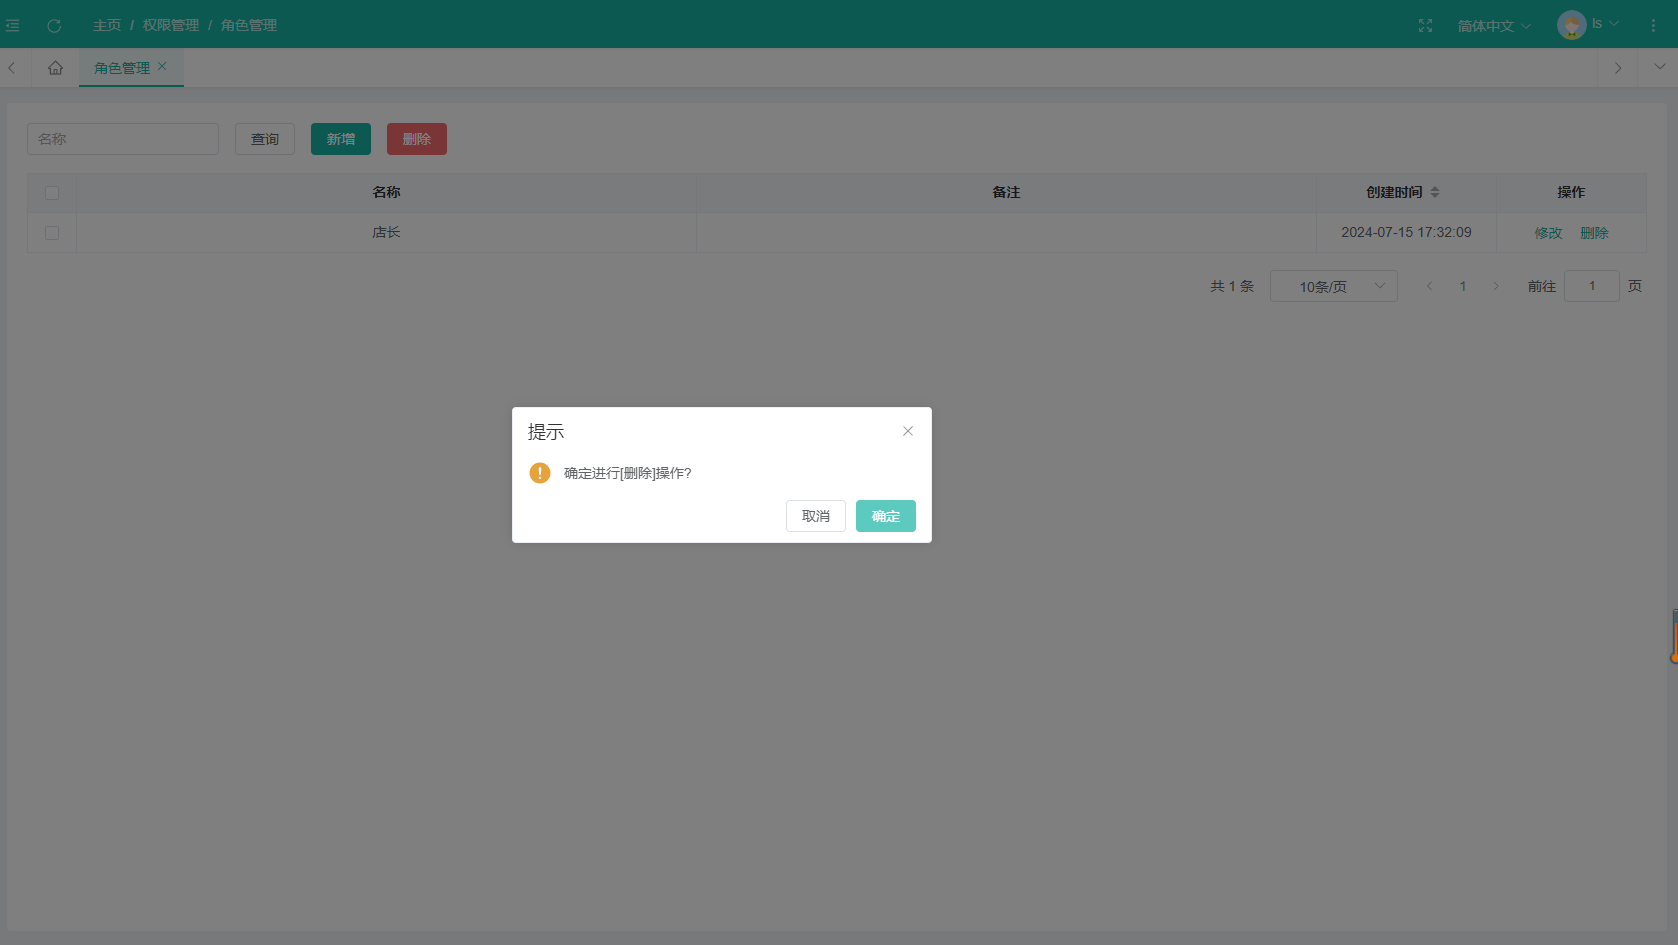 主页 / 权限管理 / 角色管理 简体中文 ls
角色管理
名称 查询 新增 删除
名称 备注 创建时间 操作
店长 2024-07-15 17:32:09 修改 删除
共 1 条 10条/页 1 前往 1 页
提示
确定进行[删除]操作?
取消 确定